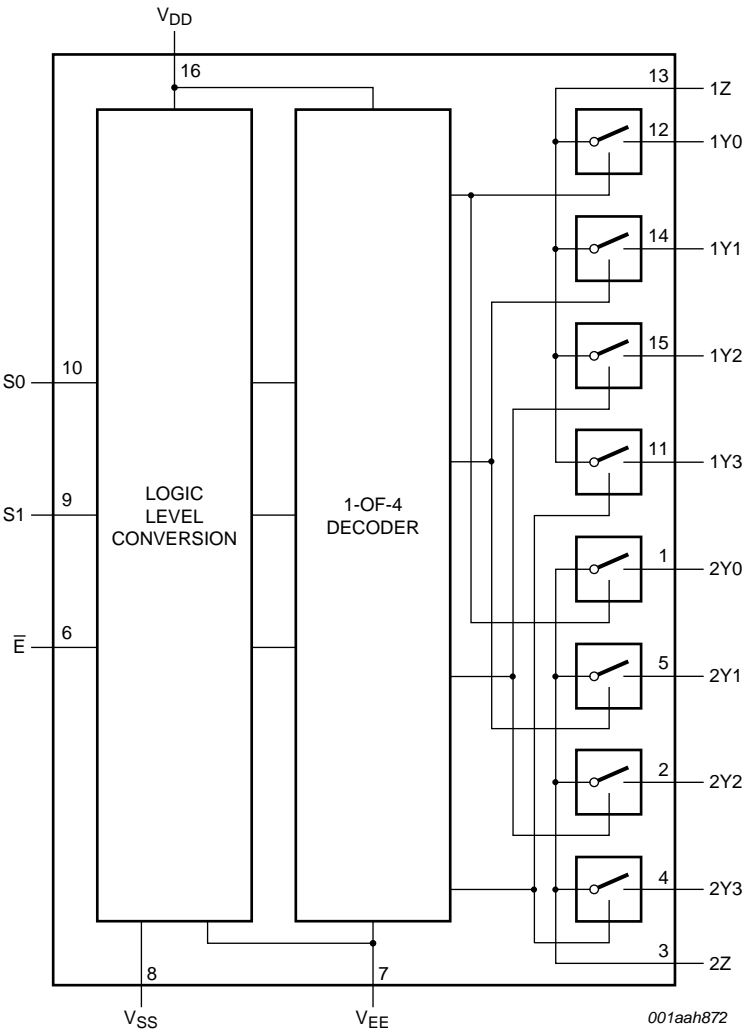 VDD
16
13
1Z
12
1Y0
14
1Y1
15
1Y2
10
S0
11
1Y3
LOGIC
LEVEL
CONVERSION
1-OF-4
DECODER
9
S1
1
2Y0
6
E̅
5
2Y1
2
2Y2
4
2Y3
3
2Z
8
7
VSS
VEE
001aah872